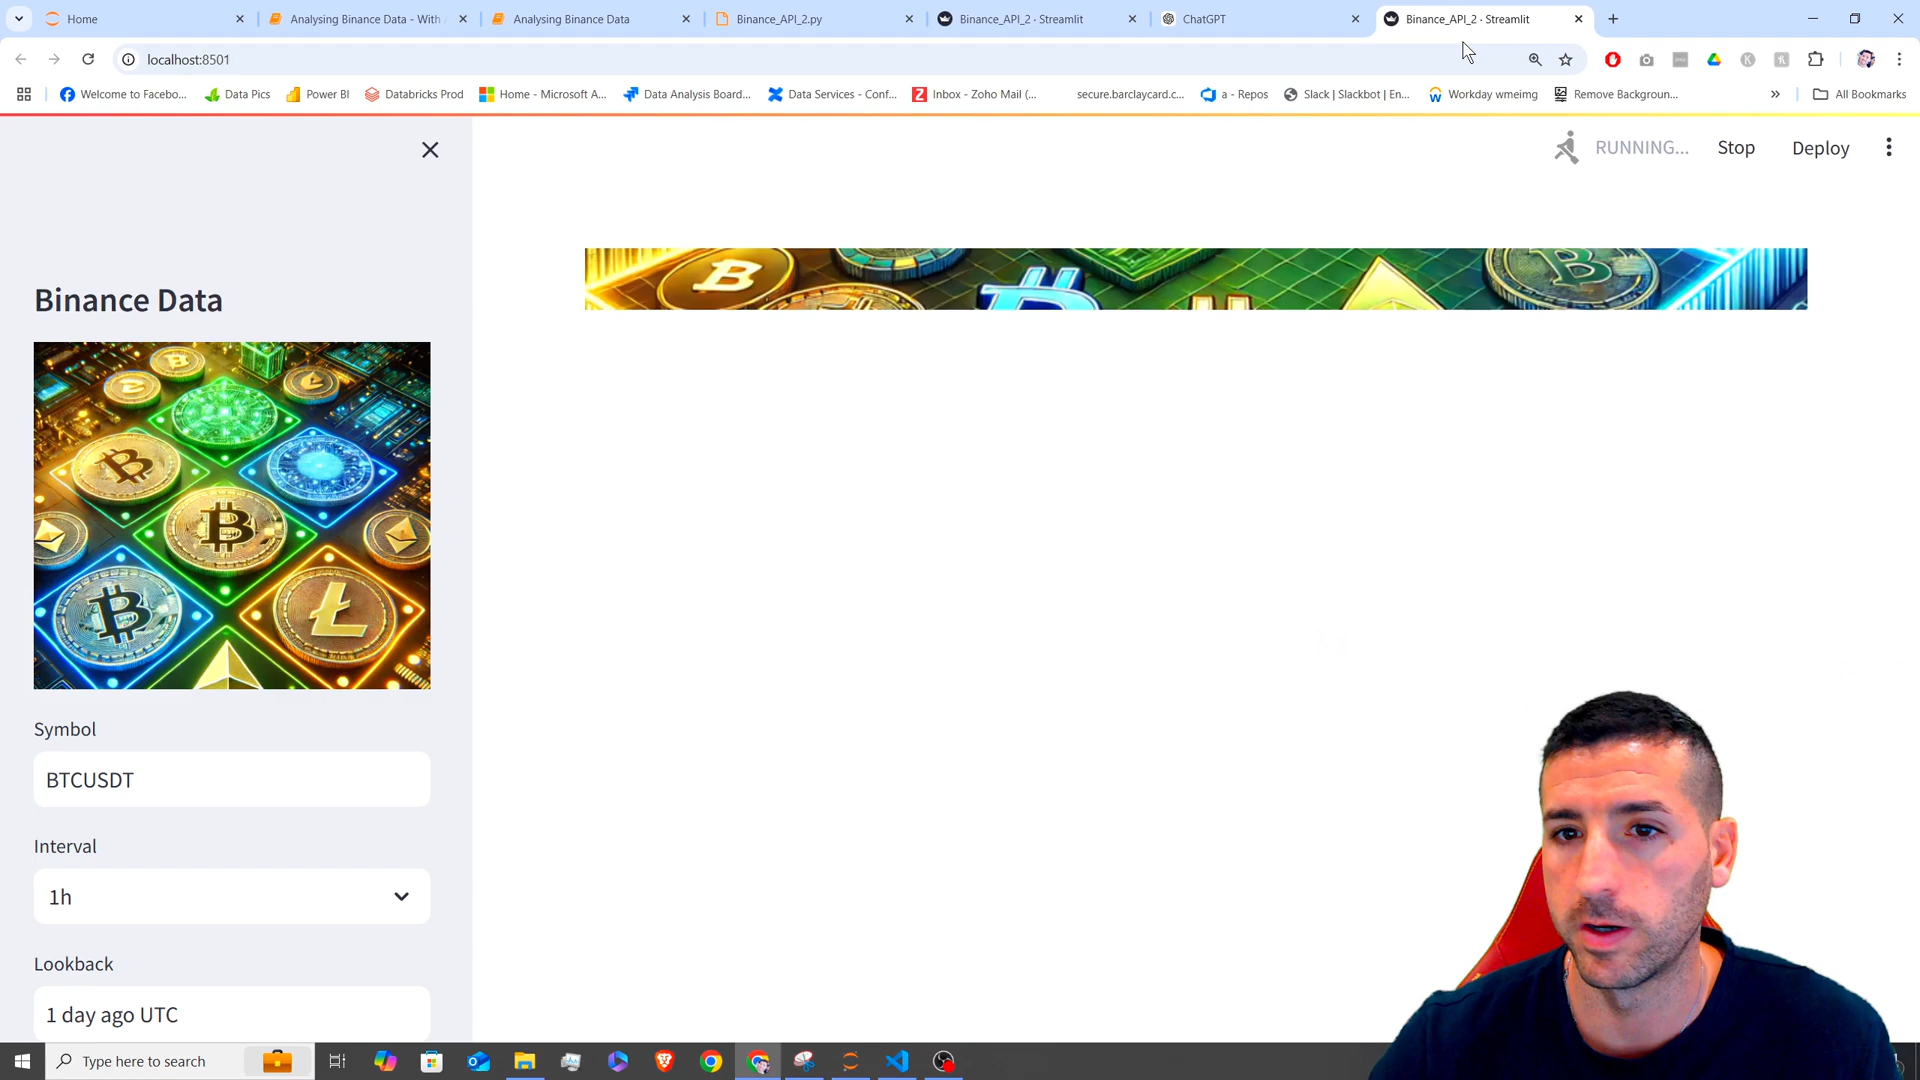 Home
Analysing Binance Data - With A
Analysing Binance Data
Binance_API_2.py
Binance_API_2 · Streamlit
ChatGPT
Binance_API_2 · Streamlit
localhost:8501
Welcome to Facebo...
Data Pics
Power BI
Databricks Prod
Home - Microsoft A...
Data Analysis Board...
Data Services - Conf...
Inbox - Zoho Mail (...
secure.barclaycard.c...
a - Repos
Slack | Slackbot | En...
Workday wmeimg
Remove Backgroun...
All Bookmarks
RUNNING...
Stop
Deploy
Binance Data
Symbol
BTCUSDT
Interval
1h
Lookback
1 day ago UTC
Type here to search